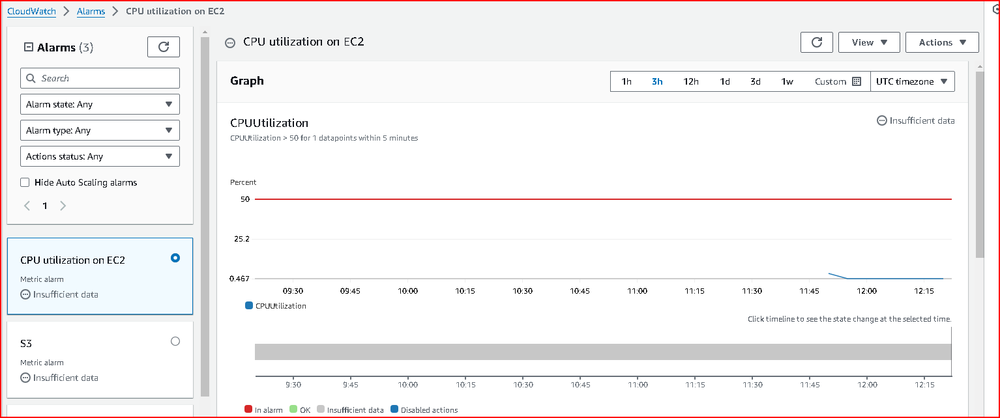 CloudWatch > Alarms > CPU utilization on EC2
Alarms (3)
Search
Alarm state: Any
Alarm type: Any
Actions status: Any
Hide Auto Scaling alarms
1
CPU utilization on EC2
Metric alarm
Insufficient data
S3
Metric alarm
Insufficient data
CPU utilization on EC2
View
Actions
Graph
1h 3h 12h 1d 3d 1w Custom UTC timezone
CPUUtilization
Insufficient data
CPUUtilization > 50 for 1 datapoints within 5 minutes
Percent
50
25.2
0.467
09:30 09:45 10:00 10:15 10:30 10:45 11:00 11:15 11:30 11:45 12:00 12:15
CPUUtilization
Click timeline to see the state change at the selected time.
9:30 9:45 10:00 10:15 10:30 10:45 11:00 11:15 11:30 11:45 12:00 12:15
In alarm OK Insufficient data Disabled actions